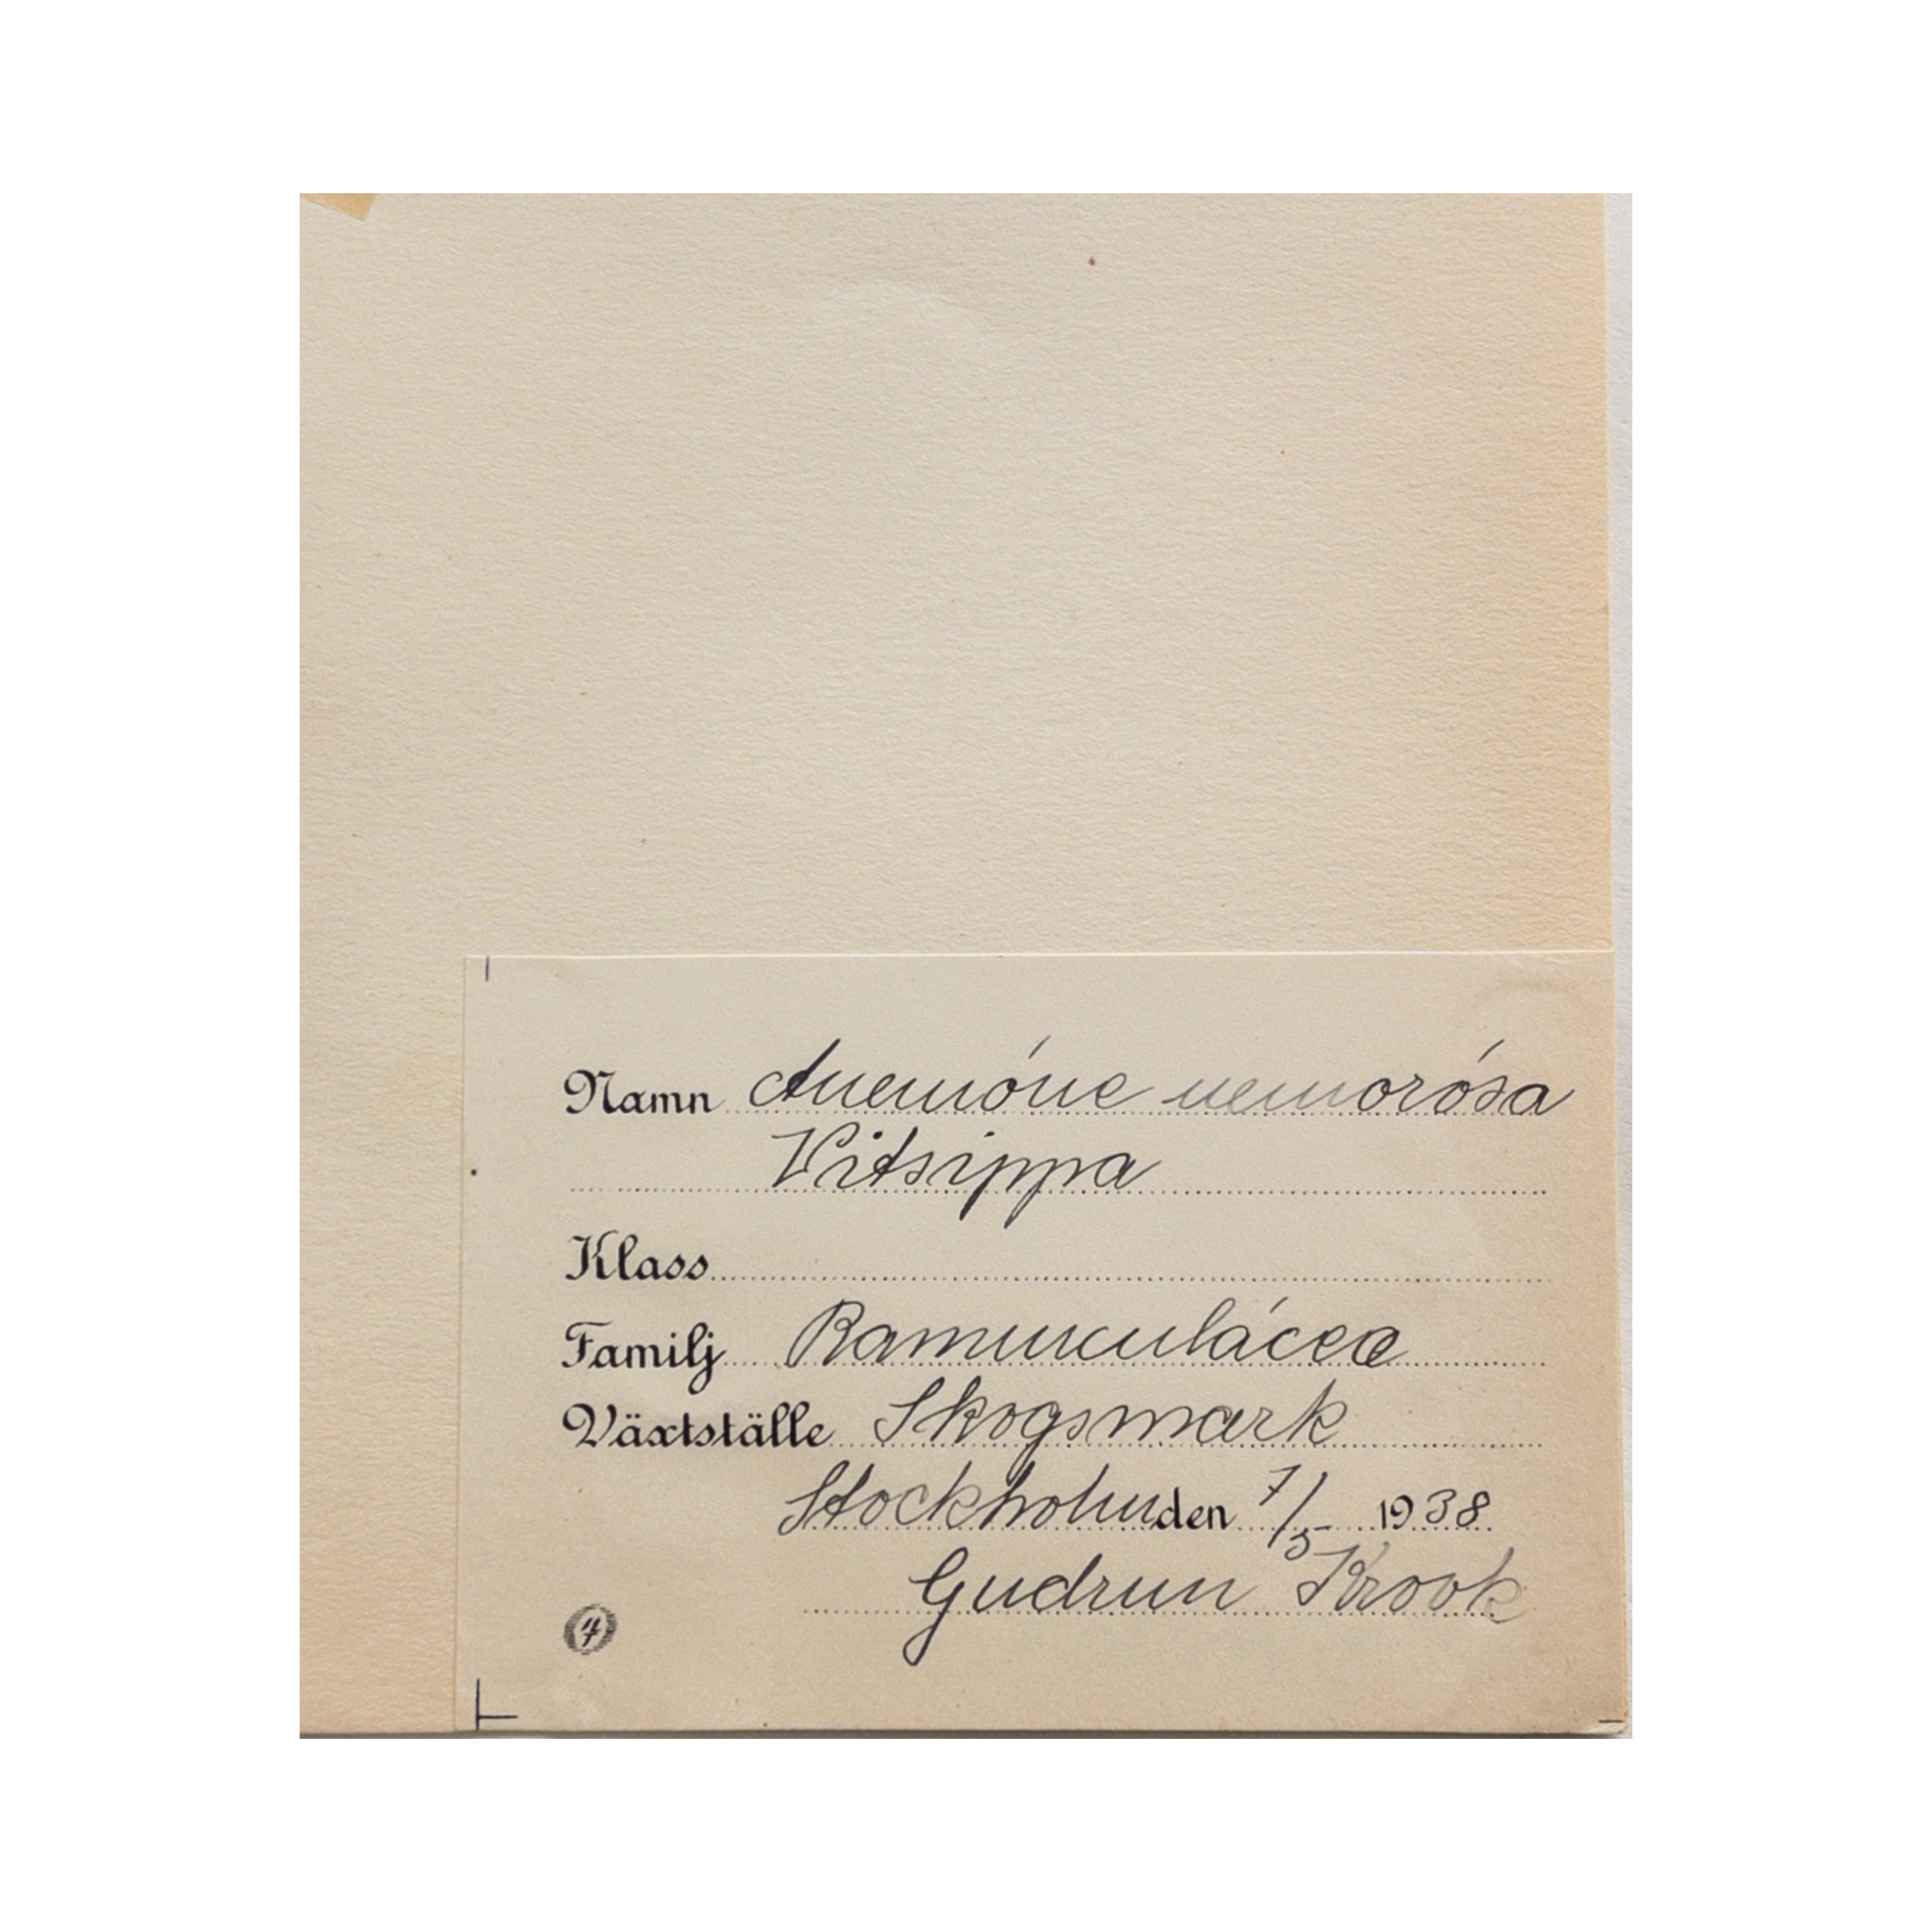 Namn Anemóne nemorósa
Vitsippa
Klass
Familj Ranunculáceæ
Växtställe Skogsmark
Stockholm den 7/5 1938
Gudrun Krook